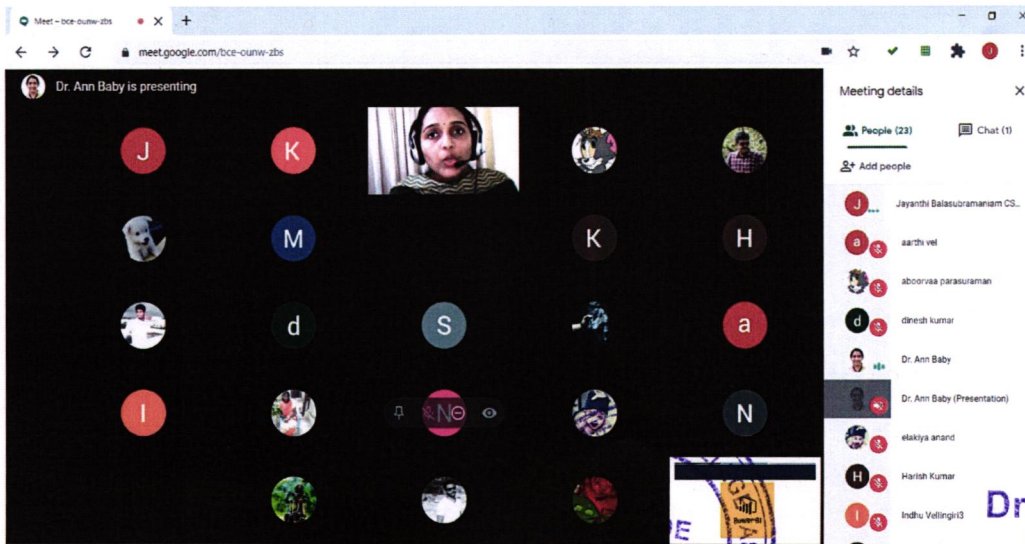 Meet – bce-ounw-zbs
meet.google.com/bce-ounw-zbs
J
Dr. Ann Baby is presenting
J
K
M
K
H
d
S
a
I
N
N
Meeting details
People (23)
Chat (1)
Add people
J
Jayanthi Balasubramaniam CS...
a
aarthi vel
aboorvaa parasuraman
d
dinesh kumar
Dr. Ann Baby
Dr. Ann Baby (Presentation)
elakiya anand
H
Harish Kumar
I
Indhu Vellingiri3
Dr